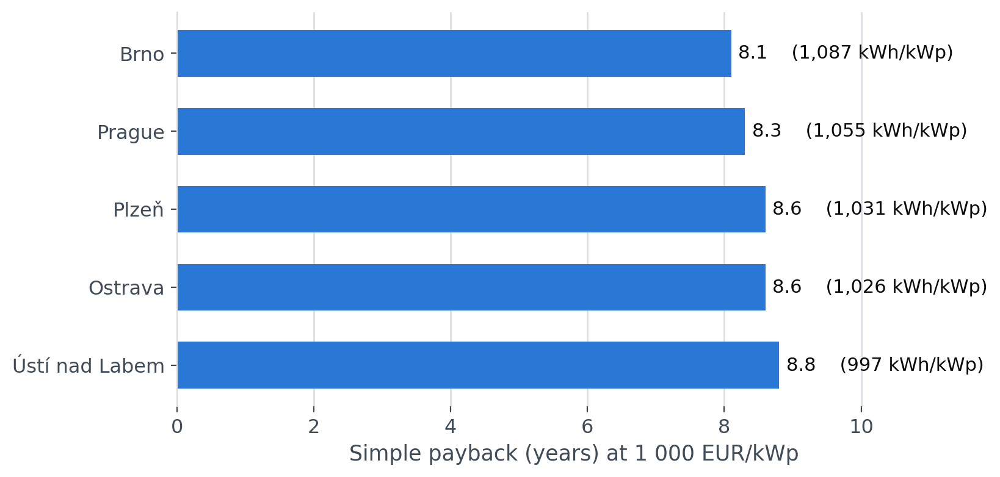 Brno 8.1 (1,087 kWh/kWp)
Prague 8.3 (1,055 kWh/kWp)
Plzeň 8.6 (1,031 kWh/kWp)
Ostrava 8.6 (1,026 kWh/kWp)
Ústí nad Labem 8.8 (997 kWh/kWp)
0 2 4 6 8 10
Simple payback (years) at 1 000 EUR/kWp